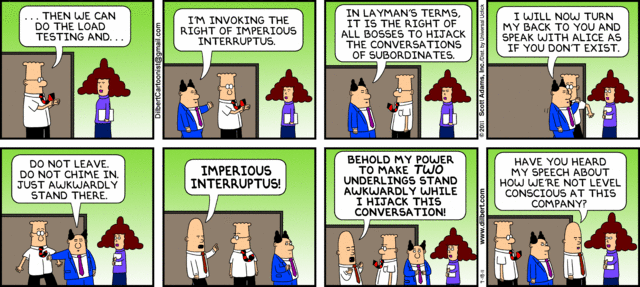 . . . THEN WE CAN
DO THE LOAD
TESTING AND. . .
DilbertCartoonist@gmail.com
I'M INVOKING THE
RIGHT OF IMPERIOUS
INTERRUPTUS.
IN LAYMAN'S TERMS,
IT IS THE RIGHT OF
ALL BOSSES TO HIJACK
THE CONVERSATIONS
OF SUBORDINATES.
©2011 Scott Adams, Inc./Dist. by Universal Uclick
I WILL NOW TURN
MY BACK TO YOU AND
SPEAK WITH ALICE AS
IF YOU DON'T EXIST.
DO NOT LEAVE.
DO NOT CHIME IN.
JUST AWKWARDLY
STAND THERE.
IMPERIOUS
INTERRUPTUS!
BEHOLD MY POWER
TO MAKE TWO
UNDERLINGS STAND
AWKWARDLY WHILE
I HIJACK THIS
CONVERSATION!
www.dilbert.com
HAVE YOU HEARD
MY SPEECH ABOUT
HOW WE'RE NOT LEVEL
CONSCIOUS AT THIS
COMPANY?